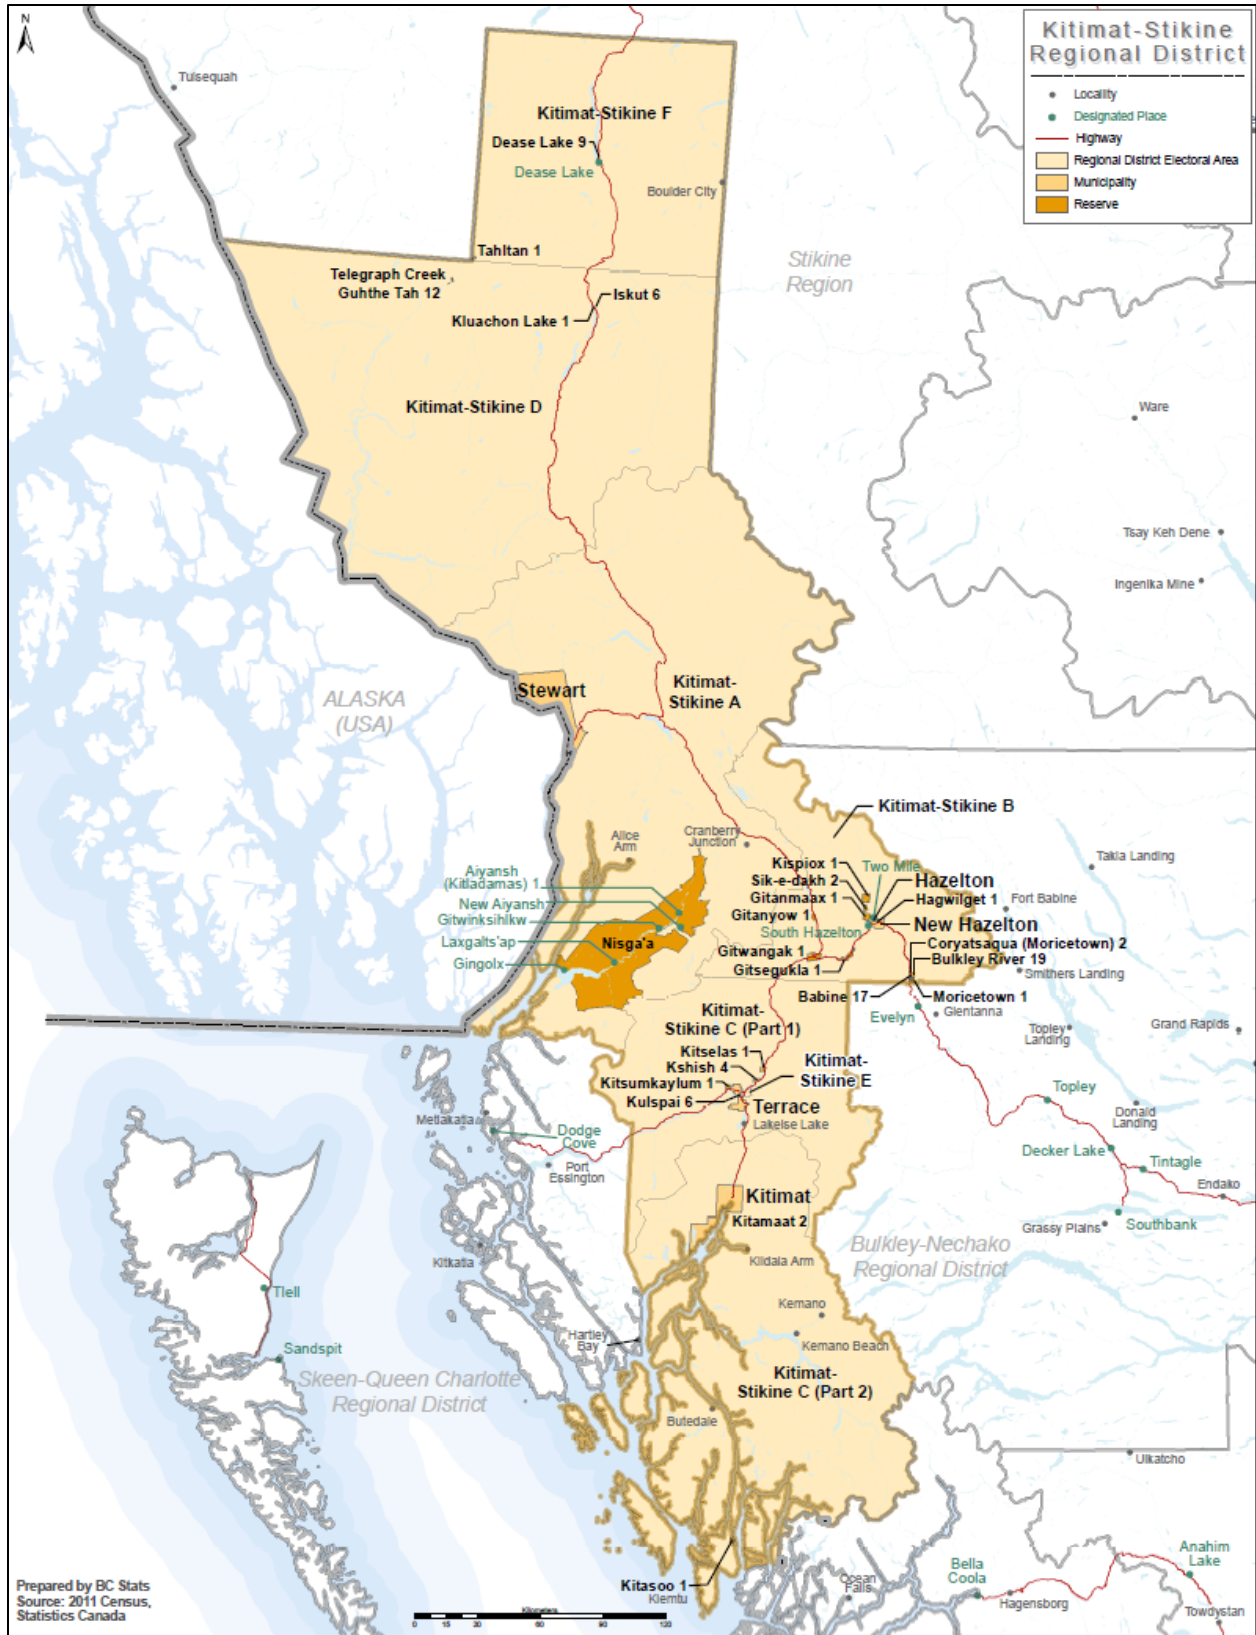 N
Kitimat-Stikine
Regional District
Locality
Designated Place
Highway
Regional District Electoral Area
Municipality
Reserve
Tulsequah
Kitimat-Stikine F
Dease Lake 9
Dease Lake
Boulder City
Tahltan 1
Telegraph Creek
Guhthe Tah 12
Stikine
Region
Iskut 6
Kluachon Lake 1
Kitimat-Stikine D
Ware
Tsay Keh Dene
Ingenika Mine
ALASKA
(USA)
Stewart
Kitimat-
Stikine A
Kitimat-Stikine B
Alice
Arm
Cranberry
Junction
Takla Landing
Kispiox 1
Two Mile
Sik-e-dakh 2
Hazelton
Gitanmaax 1
Hagwilget 1
Fort Babine
Gitanyow 1
South Hazelton
New Hazelton
Aiyansh
(Kitladamas) 1
New Aiyansh
Gitwinksihlkw
Laxgalts'ap
Gingolx
Nisga'a
Gitwangak 1
Gitsegukla 1
Coryatsaqua (Moricetown) 2
Bulkley River 19
Smithers Landing
Babine 17
Moricetown 1
Evelyn
Glentanna
Topley
Landing
Grand Rapids
Kitimat-
Stikine C (Part 1)
Kitselas 1
Kshish 4
Kitsumkaylum 1
Kulspai 6
Kitimat-
Stikine E
Terrace
Lakelse Lake
Metlakatla
Dodge
Cove
Port
Essington
Topley
Donald
Landing
Decker Lake
Tintagle
Endako
Southbank
Grassy Plains
Kitimat
Kitamaat 2
Kildala Arm
Bulkley-Nechako
Regional District
Kitkatla
Kemano
Kemano Beach
Hartley
Bay
Tlell
Sandspit
Skeen-Queen Charlotte
Regional District
Kitimat-
Stikine C (Part 2)
Butedale
Ulkatcho
Kitasoo 1
Klemtu
Ocean
Falls
Bella
Coola
Hagensborg
Anahim
Lake
Towdystan
Prepared by BC Stats
Source: 2011 Census,
Statistics Canada
Kilometers
0 15 30 60 90 120